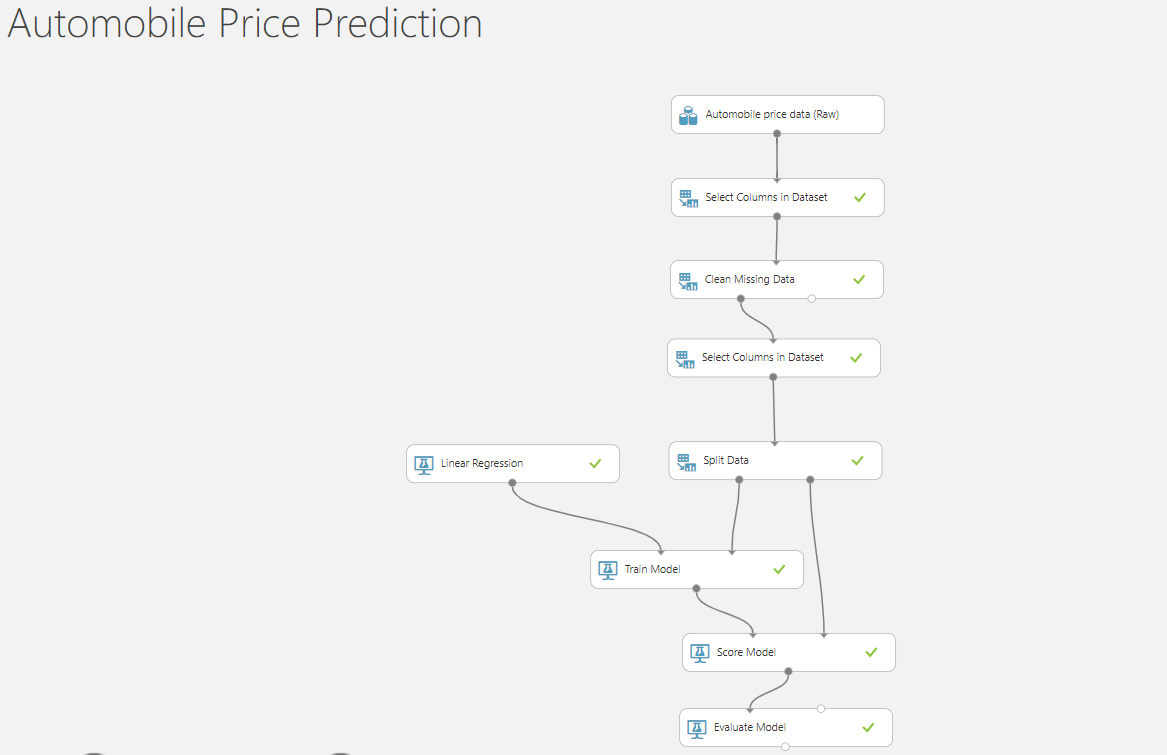 Automobile Price Prediction
Automobile price data (Raw)
Select Columns in Dataset
Clean Missing Data
Select Columns in Dataset
Linear Regression
Split Data
Train Model
Score Model
Evaluate Model